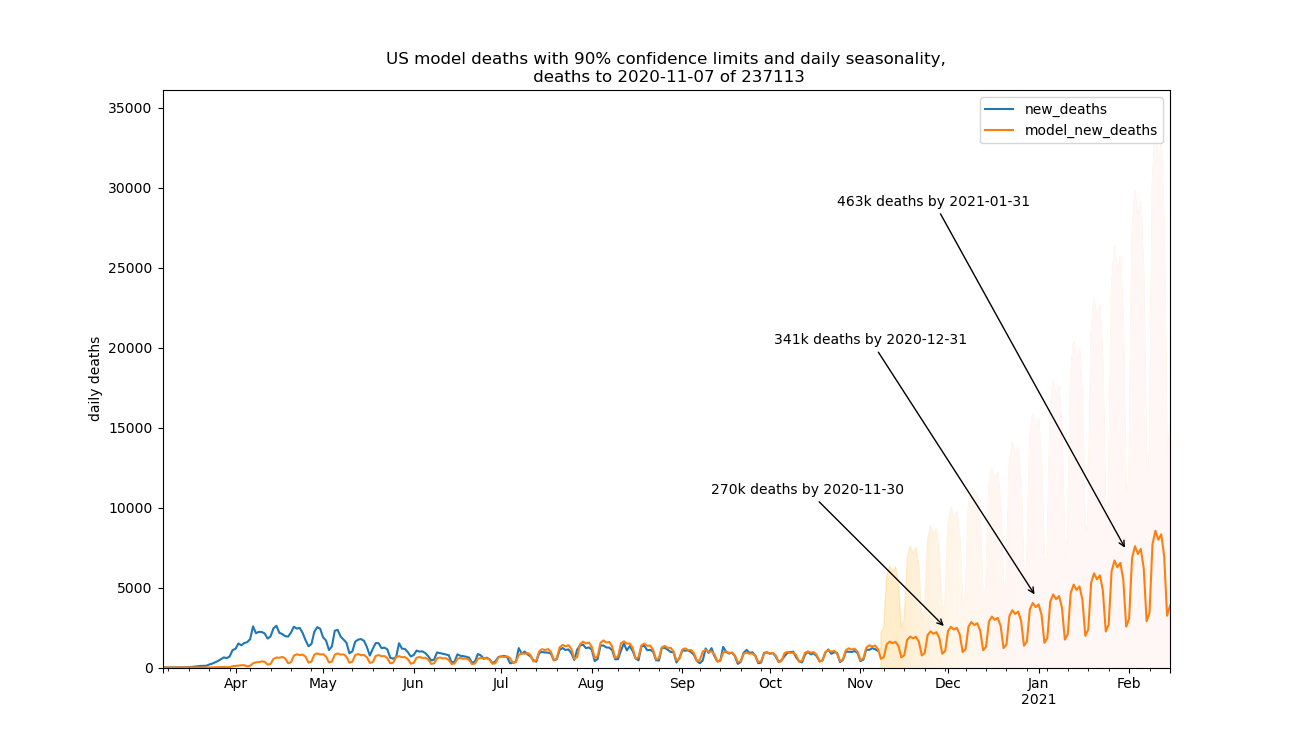 US model deaths with 90% confidence limits and daily seasonality,
deaths to 2020-11-07 of 237113
new_deaths
model_new_deaths
463k deaths by 2021-01-31
341k deaths by 2020-12-31
270k deaths by 2020-11-30
daily deaths
35000
30000
25000
20000
15000
10000
5000
0
Apr May Jun Jul Aug Sep Oct Nov Dec Jan Feb
2021